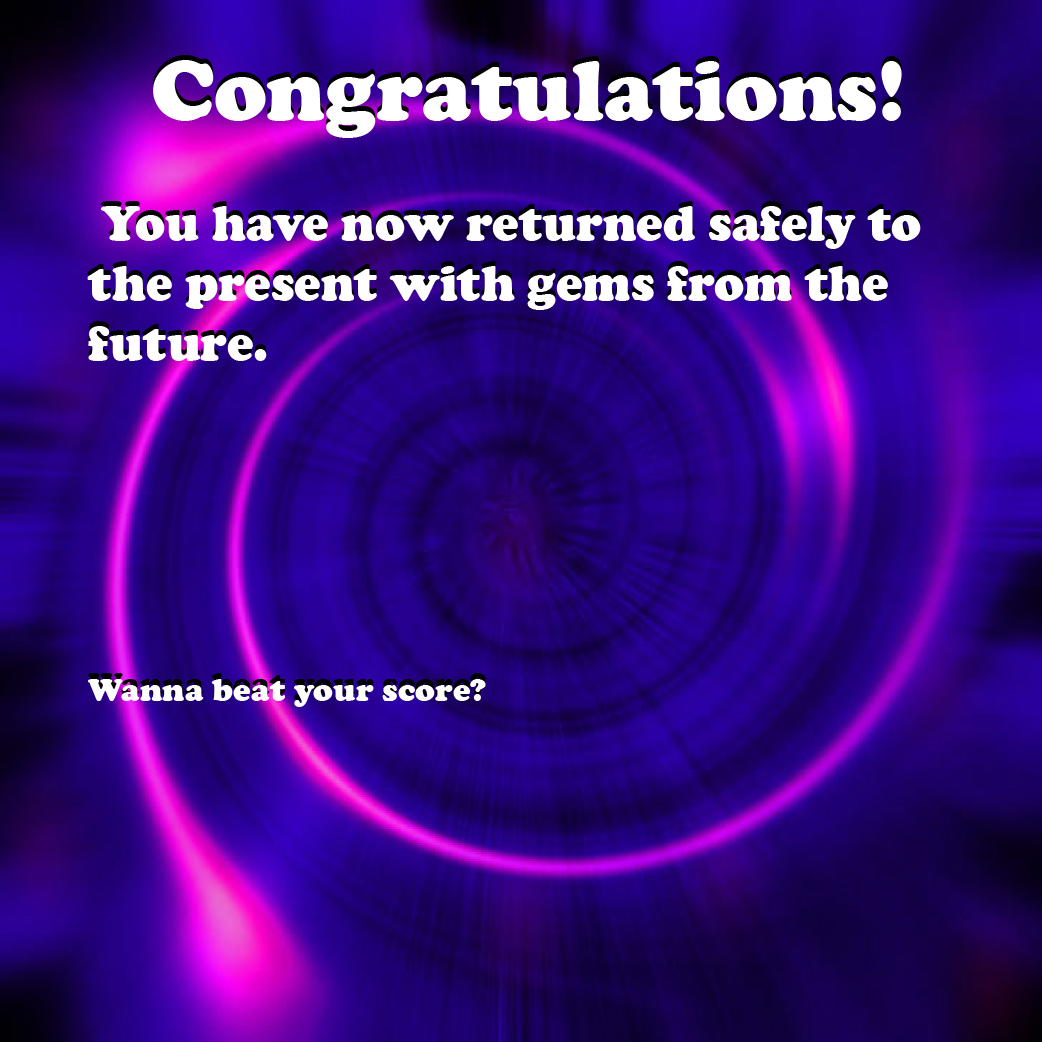 Congratulations!
You have now returned safely to
the present with gems from the
future.
Wanna beat your score?